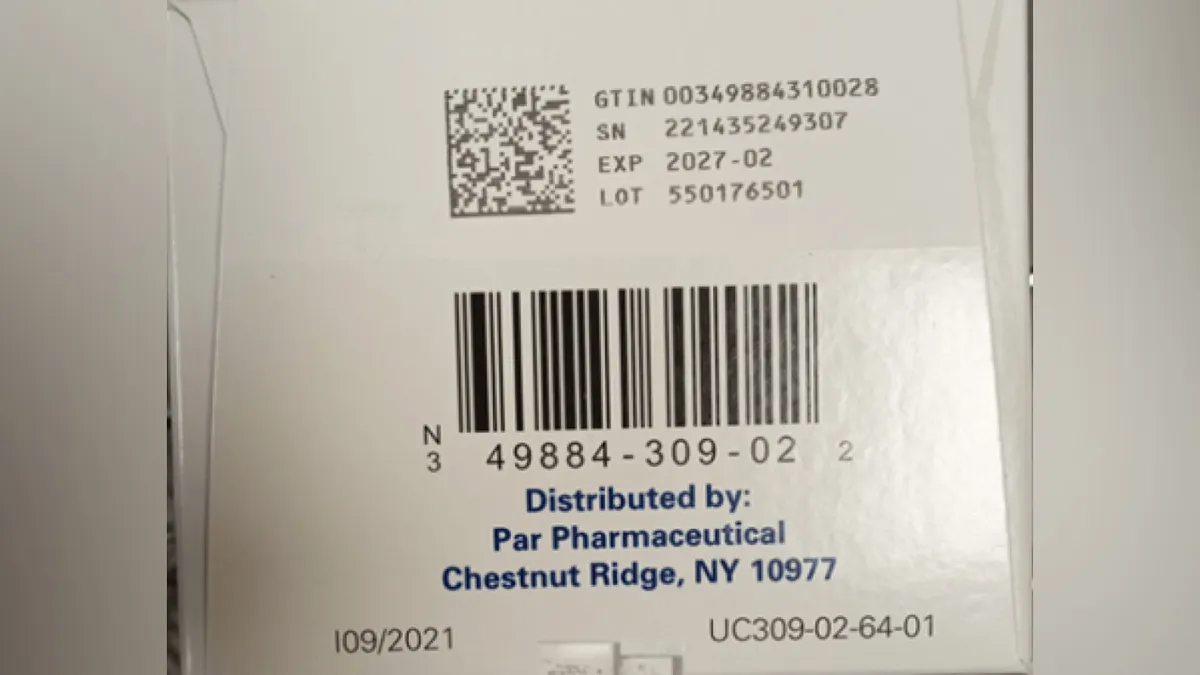 GTIN 00349884310028
SN 221435249307
EXP 2027-02
LOT 550176501
N
3 49884-309-02 2
Distributed by:
Par Pharmaceutical
Chestnut Ridge, NY 10977
I09/2021 UC309-02-64-01